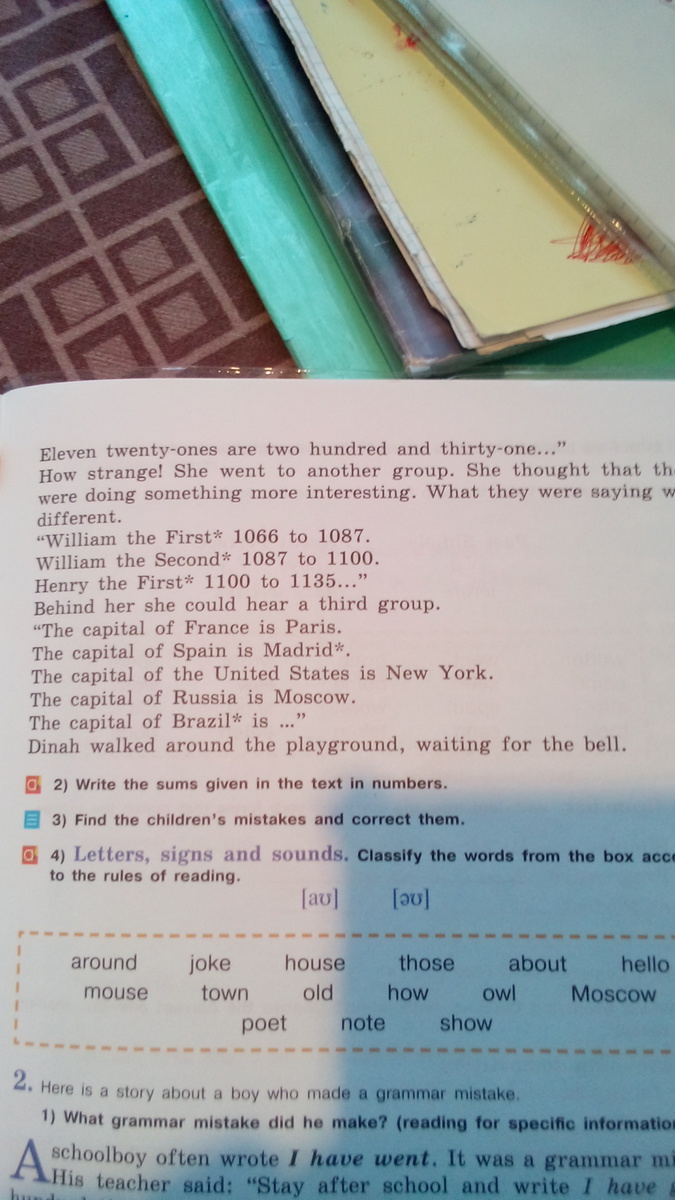 Eleven twenty-ones are two hundred and thirty-one...”
How strange! She went to another group. She thought that
were doing something more interesting. What they were saying
different.
“William the First* 1066 to 1087.
William the Second* 1087 to 1100.
Henry the First* 1100 to 1135...”
Behind her she could hear a third group.
“The capital of France is Paris.
The capital of Spain is Madrid*.
The capital of the United States is New York.
The capital of Russia is Moscow.
The capital of Brazil* is ...”
Dinah walked around the playground, waiting for the bell.
2) Write the sums given in the text in numbers.
3) Find the children’s mistakes and correct them.
4) Letters, signs and sounds. Classify the words from the box
to the rules of reading.
[aʊ] [əʊ]
around joke house those about hello
mouse town old how owl Moscow
poet note show
2. Here is a story about a boy who made a grammar mistake.
1) What grammar mistake did he make? (reading for specific
A schoolboy often wrote I have went. It was a grammar
His teacher said: “Stay after school and write I have